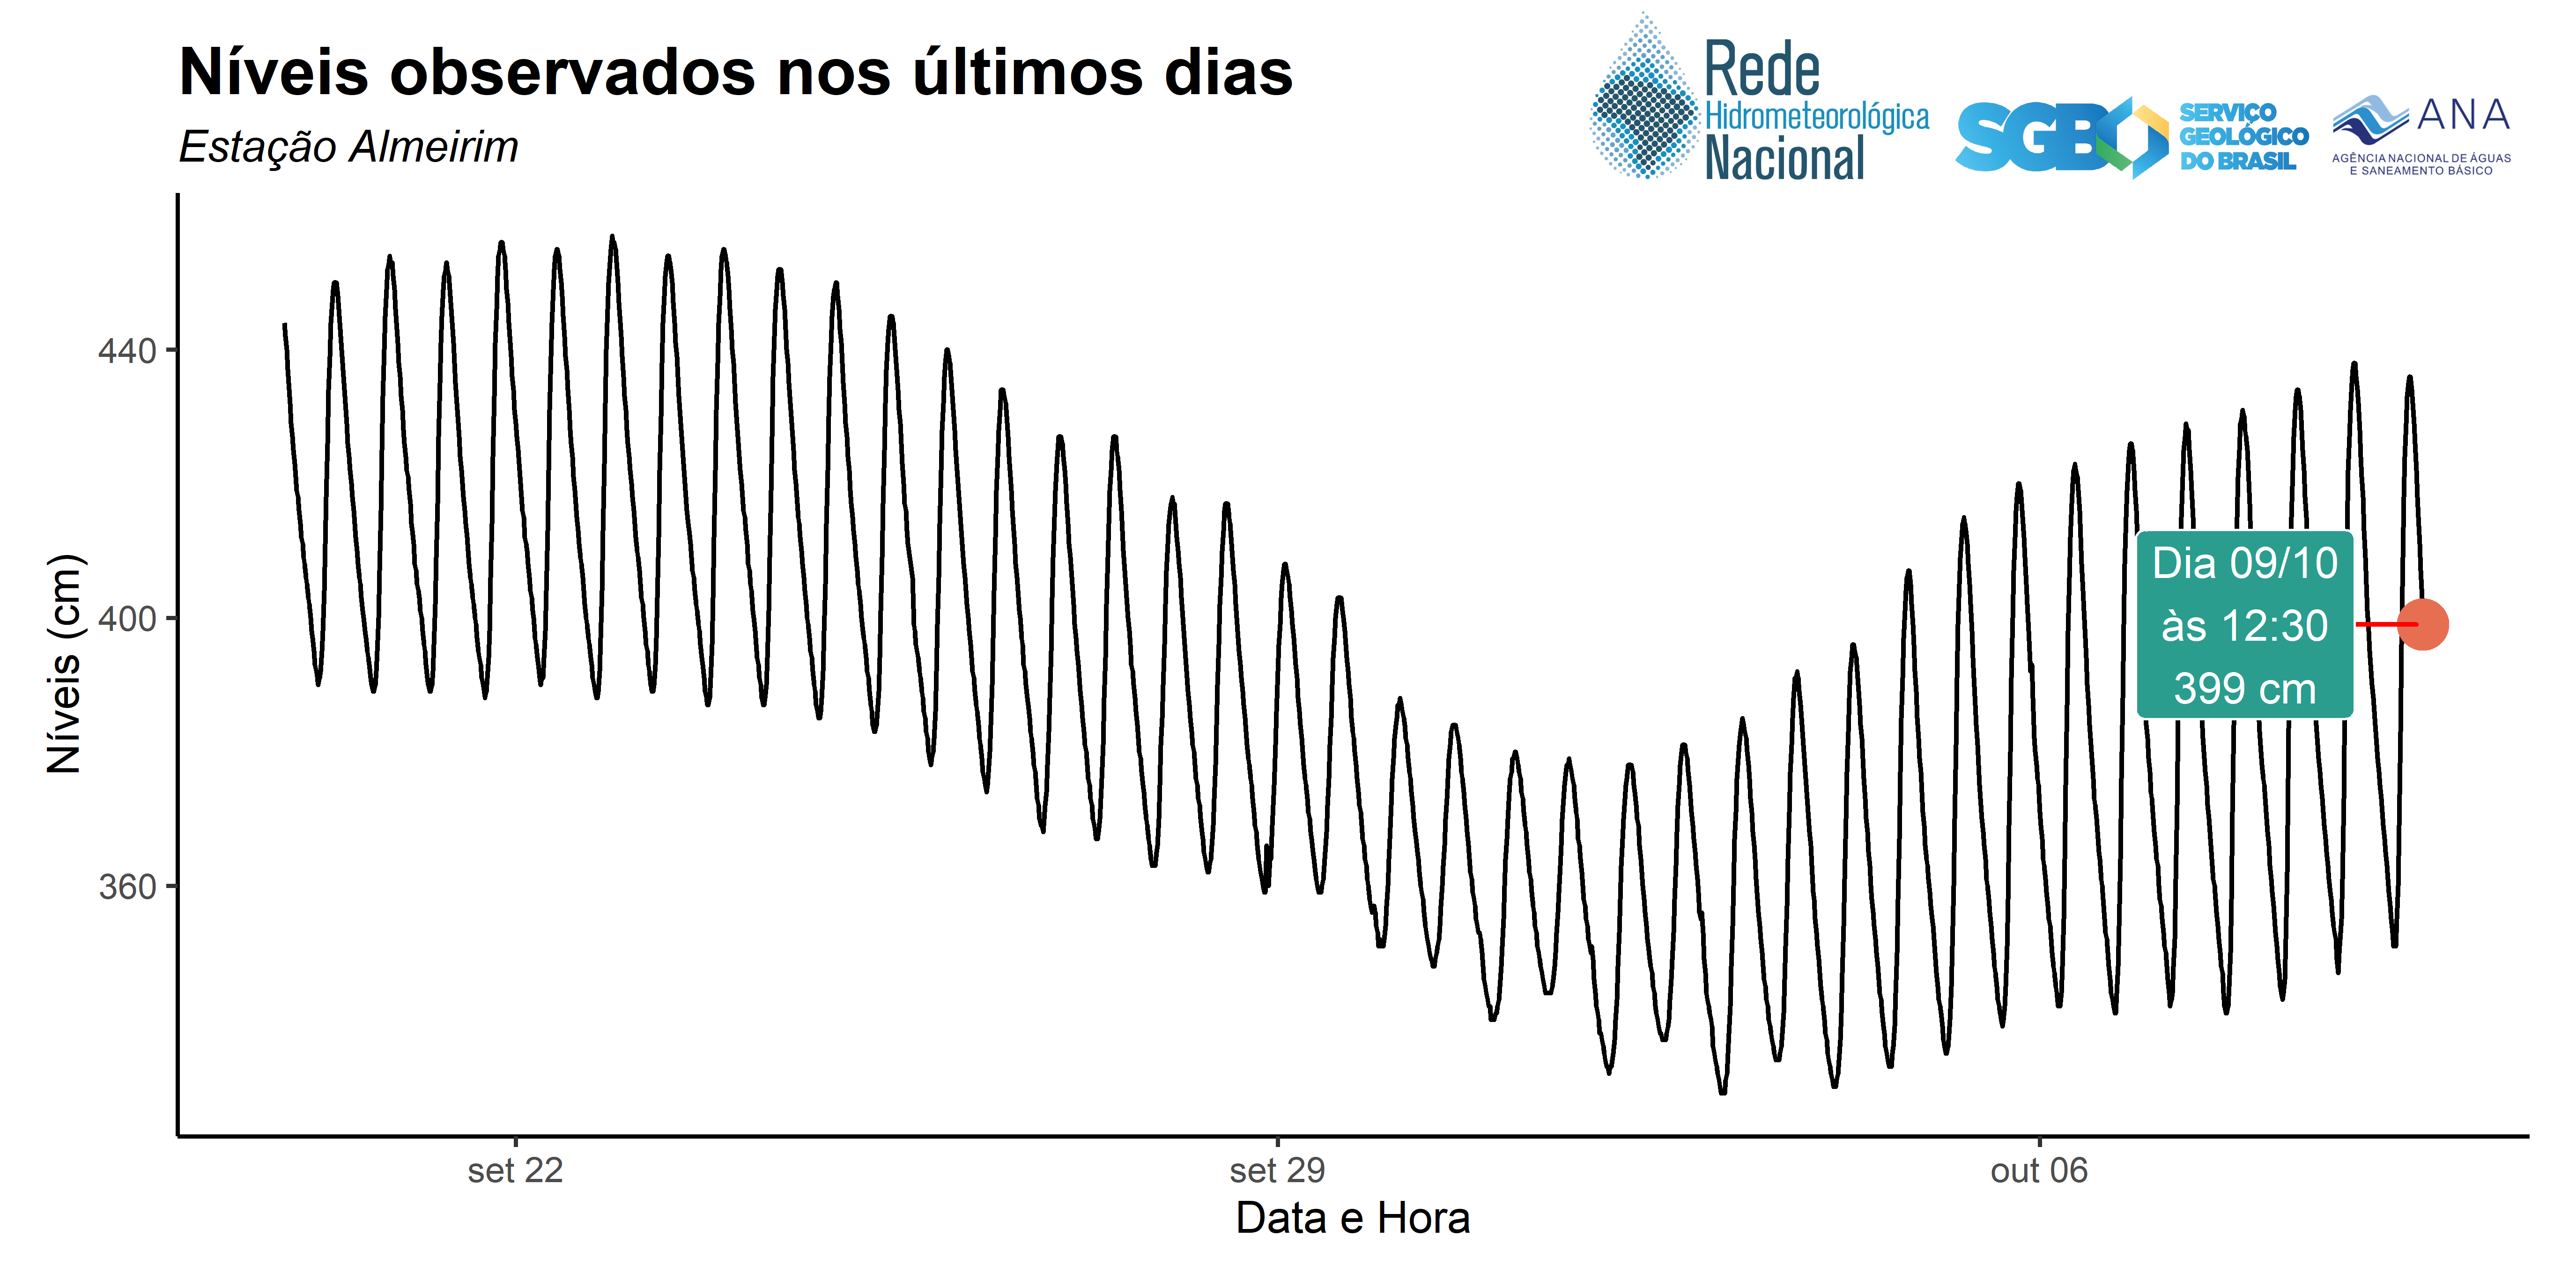 Níveis observados nos últimos dias
Estação Almeirim
Rede
Hidrometeorológica
Nacional
SGB
SERVIÇO
GEOLÓGICO
DO BRASIL
ANA
AGÊNCIA NACIONAL DE ÁGUAS
E SANEAMENTO BÁSICO
Níveis (cm)
440
400
360
Dia 09/10
às 12:30
399 cm
set 22
set 29
out 06
Data e Hora